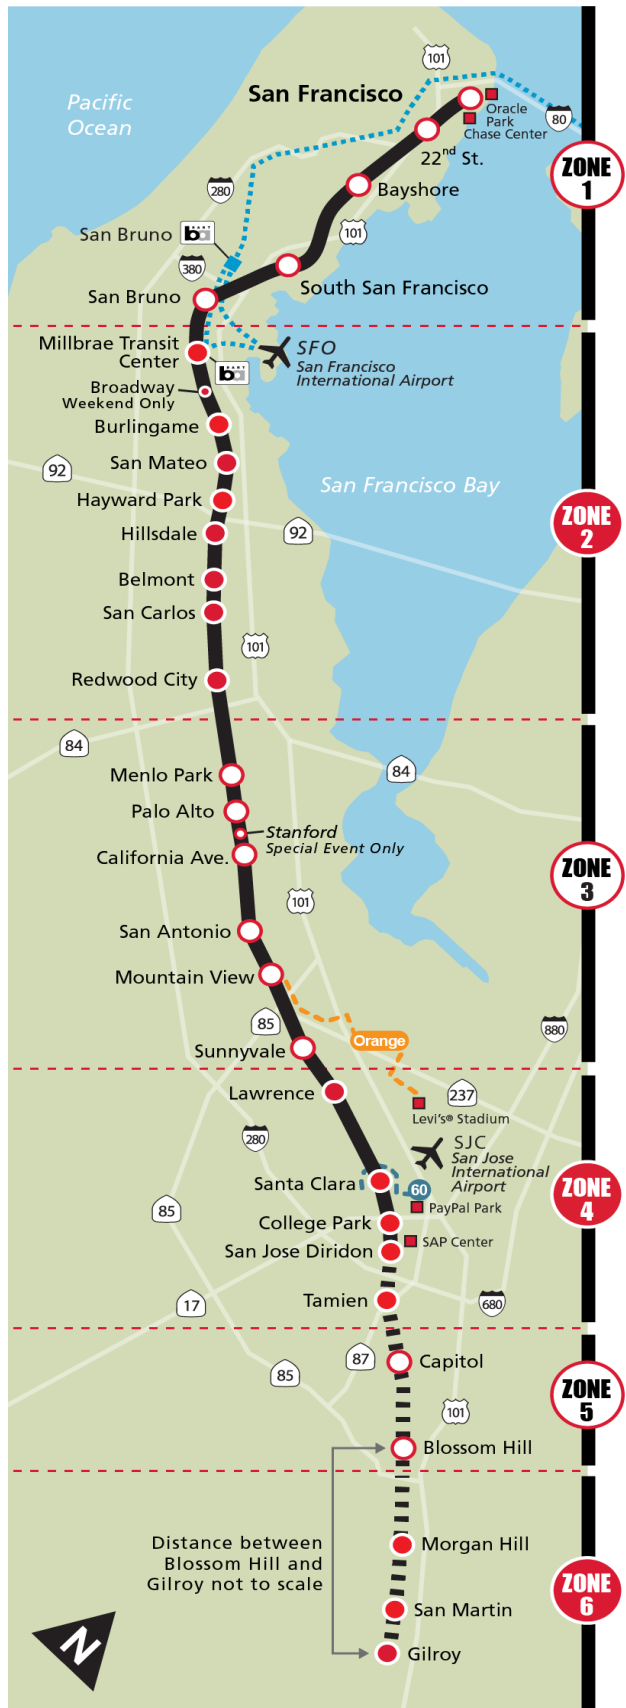 101
San Francisco
Pacific
Ocean
Oracle
Park
Chase Center
80
22nd St.
ZONE
1
280
Bayshore
101
San Bruno
BART
ba
380
South San Francisco
San Bruno
Millbrae Transit
Center
SFO
San Francisco
International Airport
BART
ba
Broadway
Weekend Only
Burlingame
San Mateo
92
San Francisco Bay
Hayward Park
ZONE
2
Hillsdale
92
Belmont
San Carlos
101
Redwood City
84
84
Menlo Park
Palo Alto
Stanford
Special Event Only
California Ave.
ZONE
3
101
San Antonio
Mountain View
85
880
Orange
Sunnyvale
Lawrence
237
Levi's® Stadium
280
SJC
San Jose
International
Airport
Santa Clara
60
ZONE
4
PayPal Park
85
College Park
SAP Center
San Jose Diridon
Tamien
17
680
87
Capitol
85
ZONE
5
101
Blossom Hill
Distance between
Blossom Hill and
Gilroy not to scale
Morgan Hill
ZONE
6
San Martin
N
Gilroy